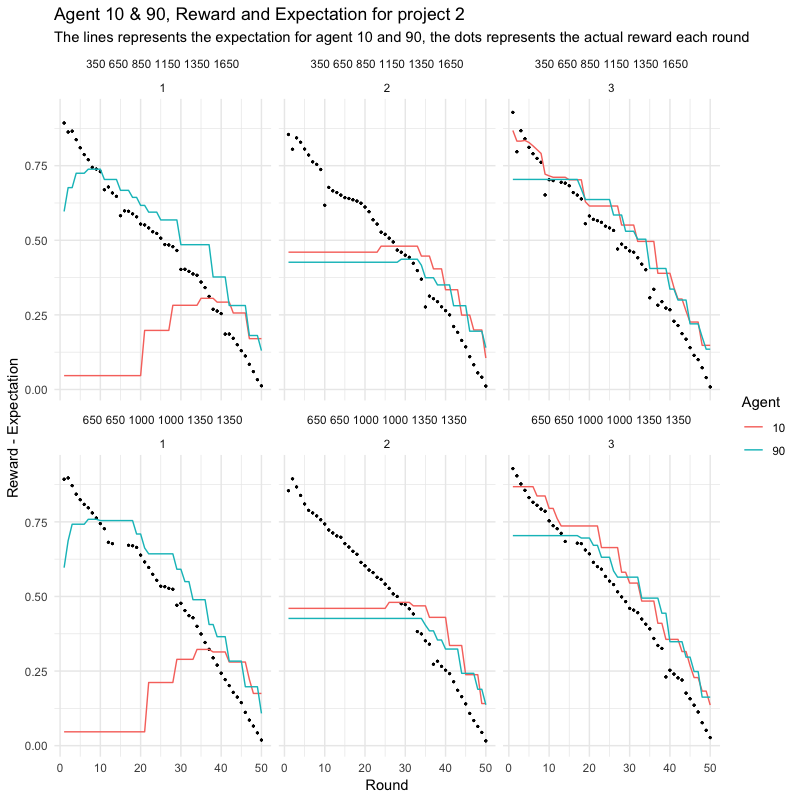 Agent 10 & 90, Reward and Expectation for project 2
The lines represents the expectation for agent 10 and 90, the dots represents the actual reward each round
350 650 850 1150 1350 1650
350 650 850 1150 1350 1650
350 650 850 1150 1350 1650
1
2
3
0.75
0.50
0.25
0.00
Reward - Expectation
650 650 1000 1000 1350 1350
650 650 1000 1000 1350 1350
650 650 1000 1000 1350 1350
1
2
3
0.75
0.50
0.25
0.00
0 10 20 30 40 50
0 10 20 30 40 50
0 10 20 30 40 50
Round
Agent
10
90